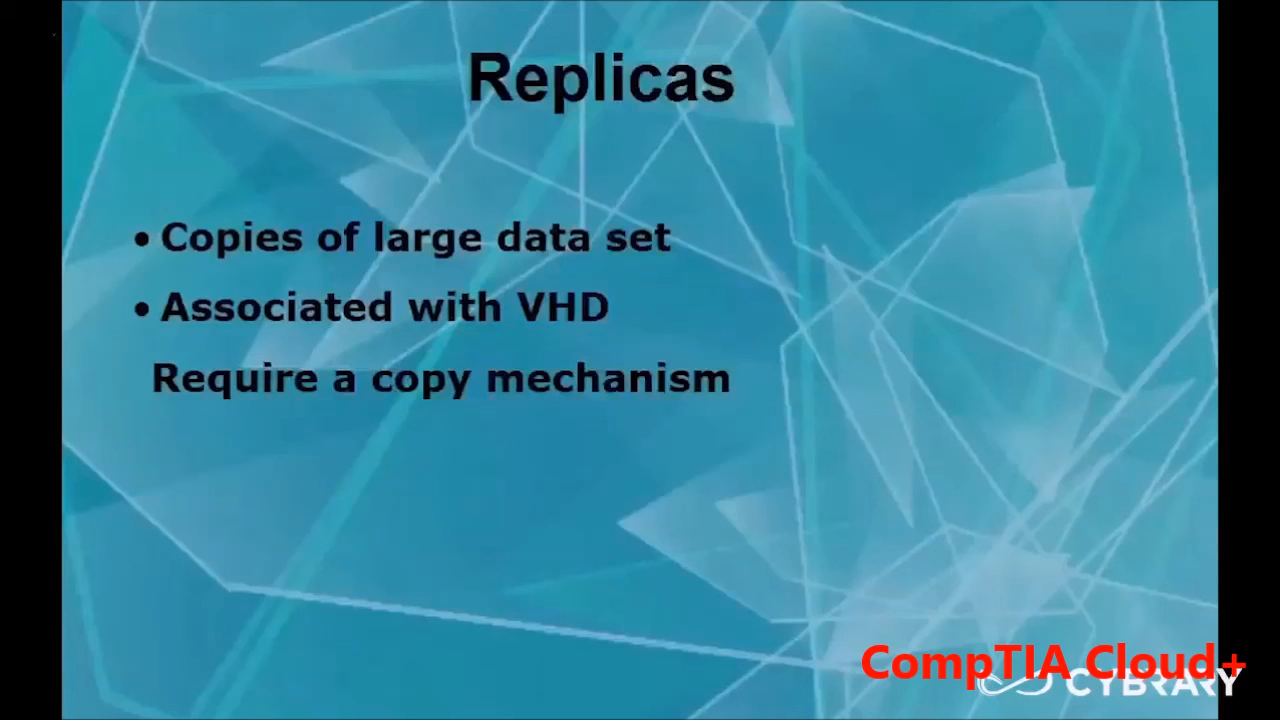 Replicas
• Copies of large data set
• Associated with VHD
Require a copy mechanism
CompTIA Cloud+
CYBRARY